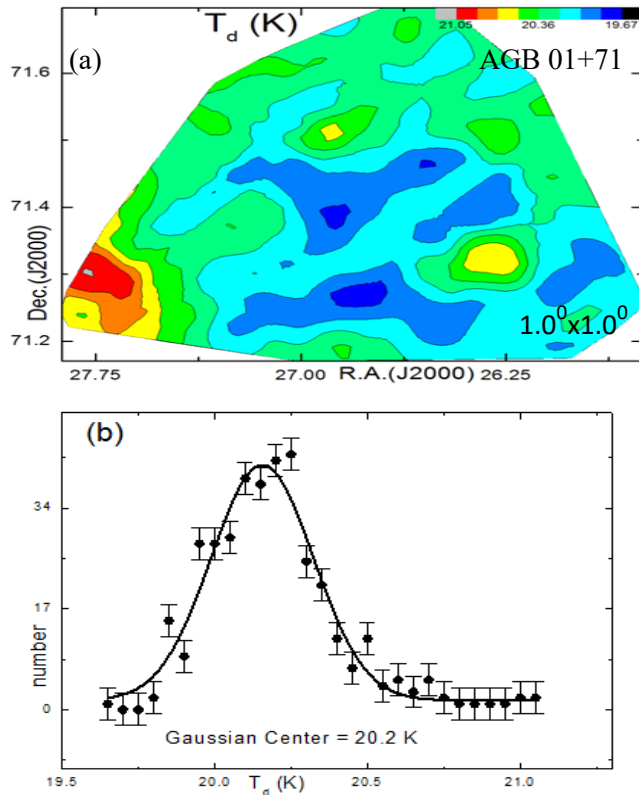 T_d (K)
21.05 20.36 19.67
(a)
AGB 01+71
71.6
71.4
71.2
Dec.(J2000)
1.0⁰x1.0⁰
27.75 27.00 R.A.(J2000) 26.25
(b)
34
17
0
number
Gaussian Center = 20.2 K
19.5 20.0 20.5 21.0
T_d (K)